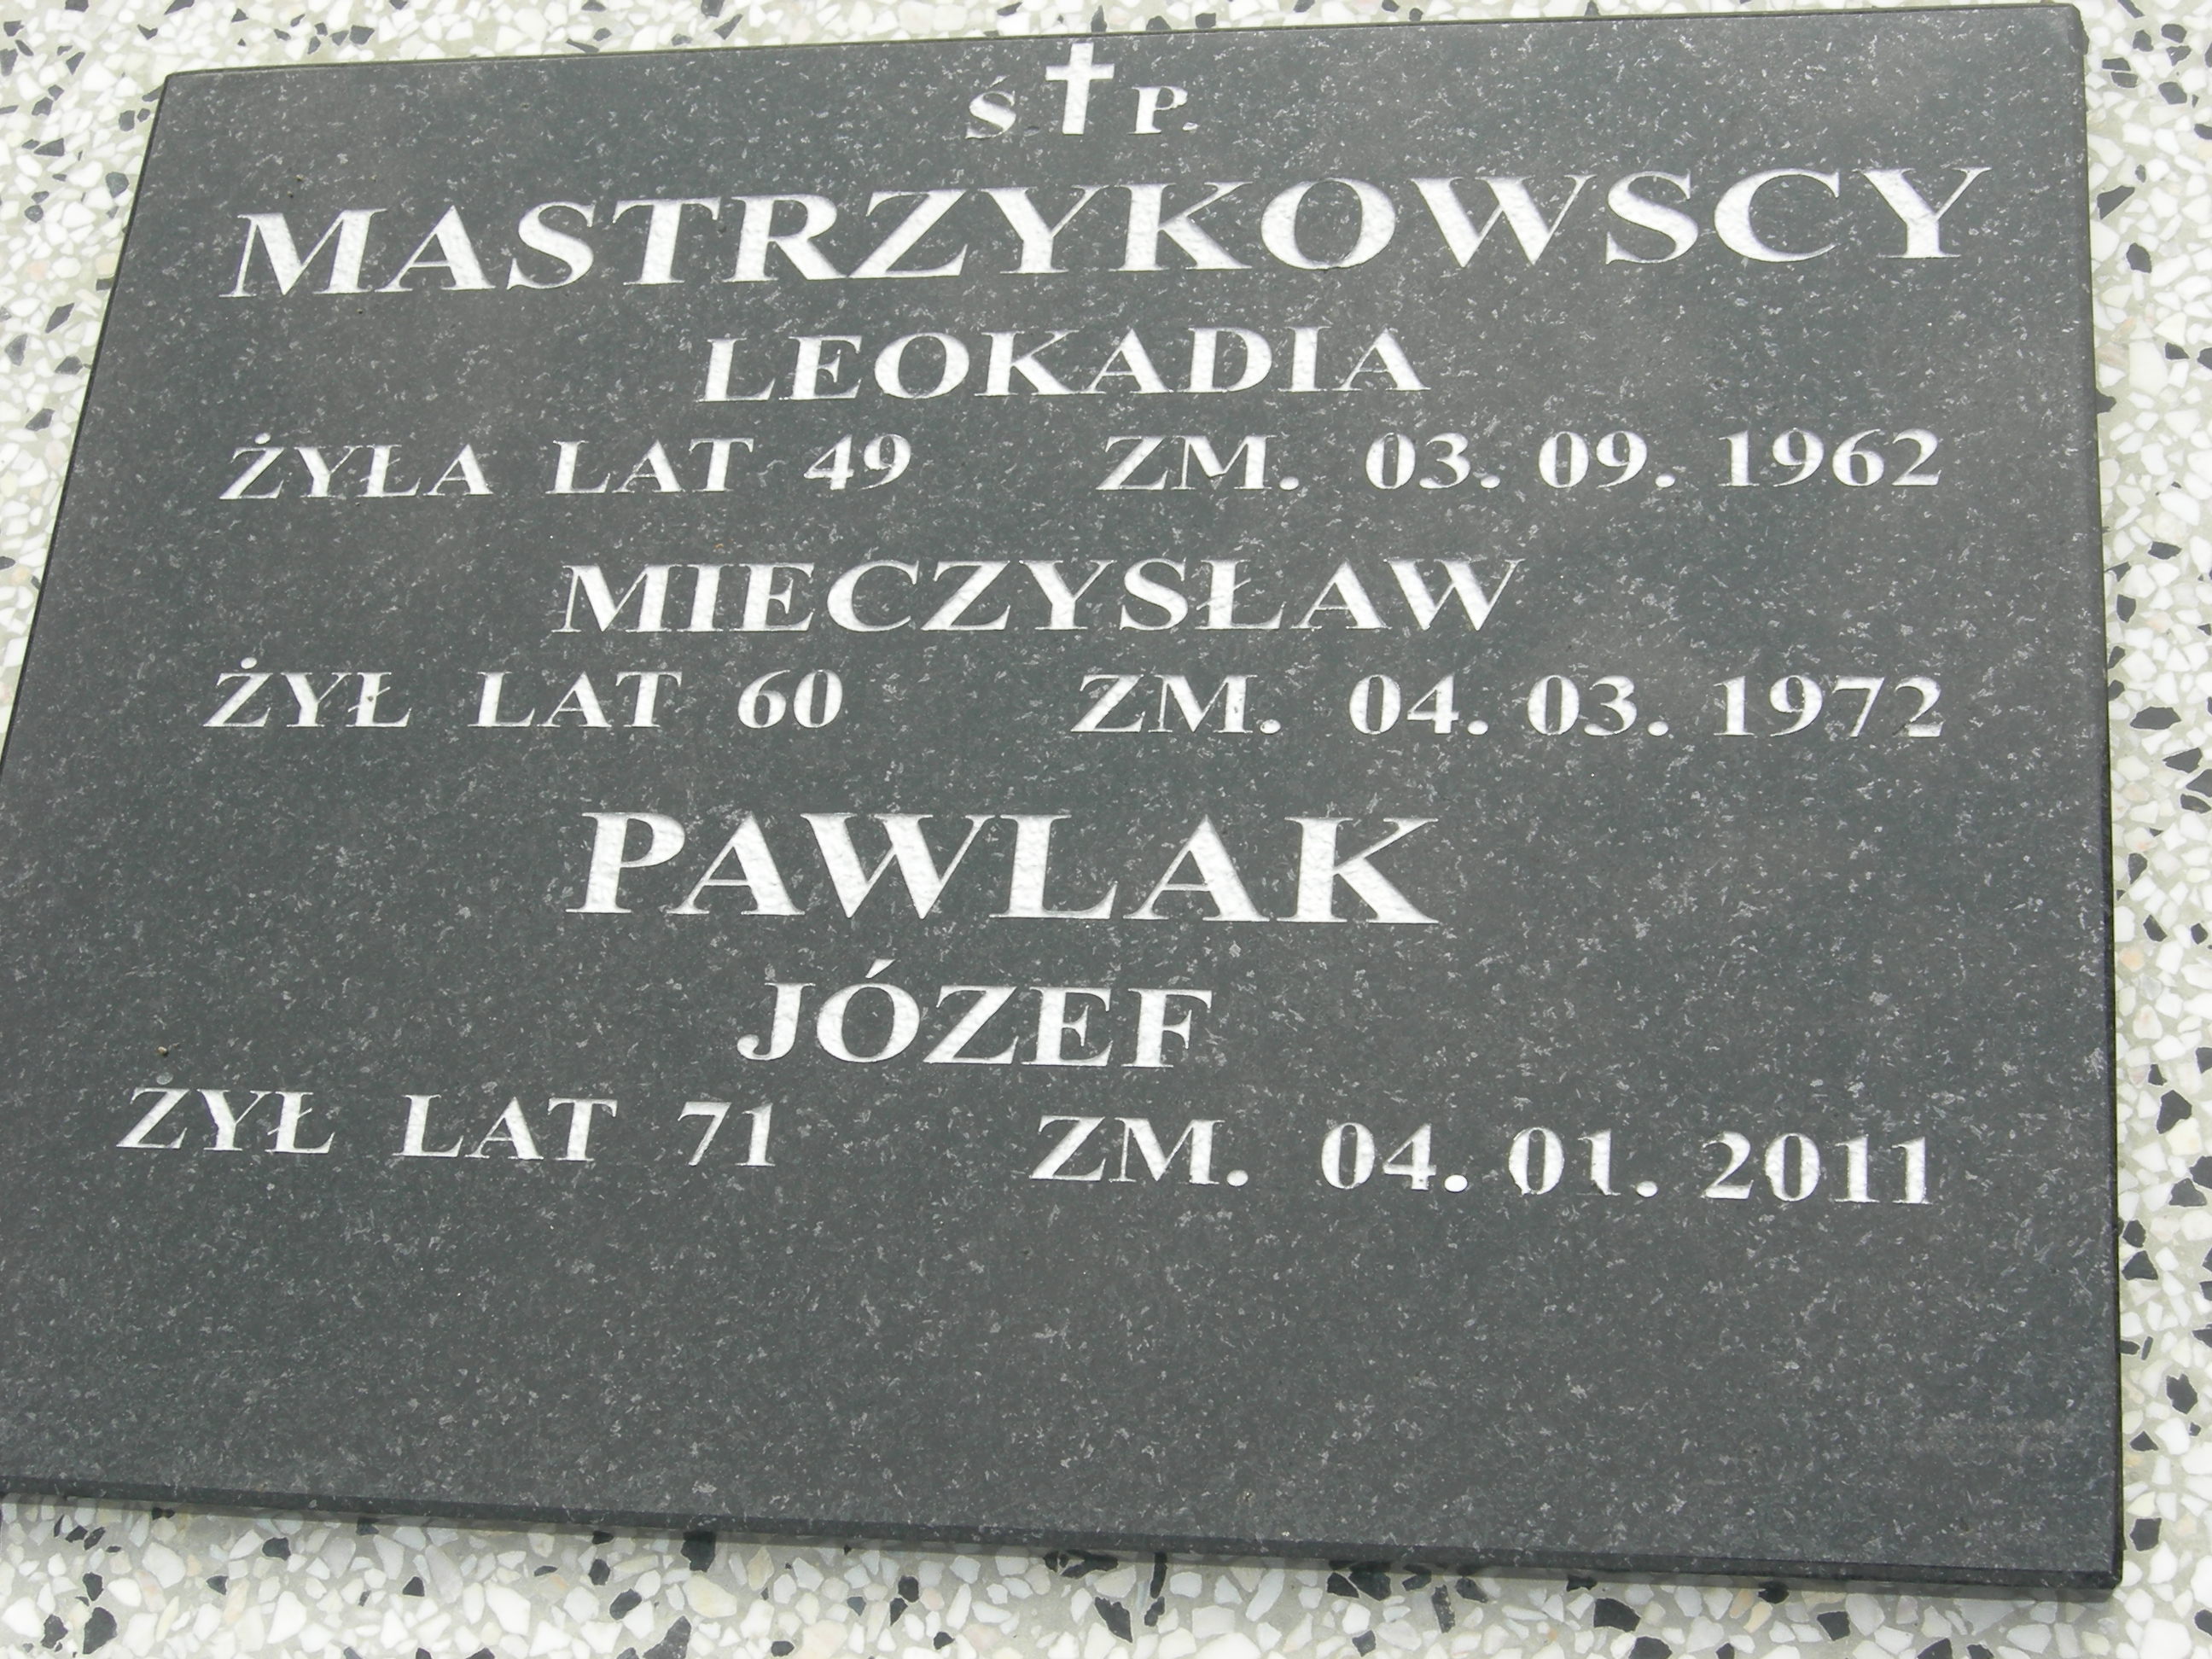 Ś. P.
MASTRZYKOWSCY
LEOKADIA
ŻYŁA LAT 49 ZM. 03. 09. 1962
MIECZYSŁAW
ŻYŁ LAT 60 ZM. 04. 03. 1972
PAWLAK
JÓZEF
ŻYŁ LAT 71 ZM. 04. 01. 2011